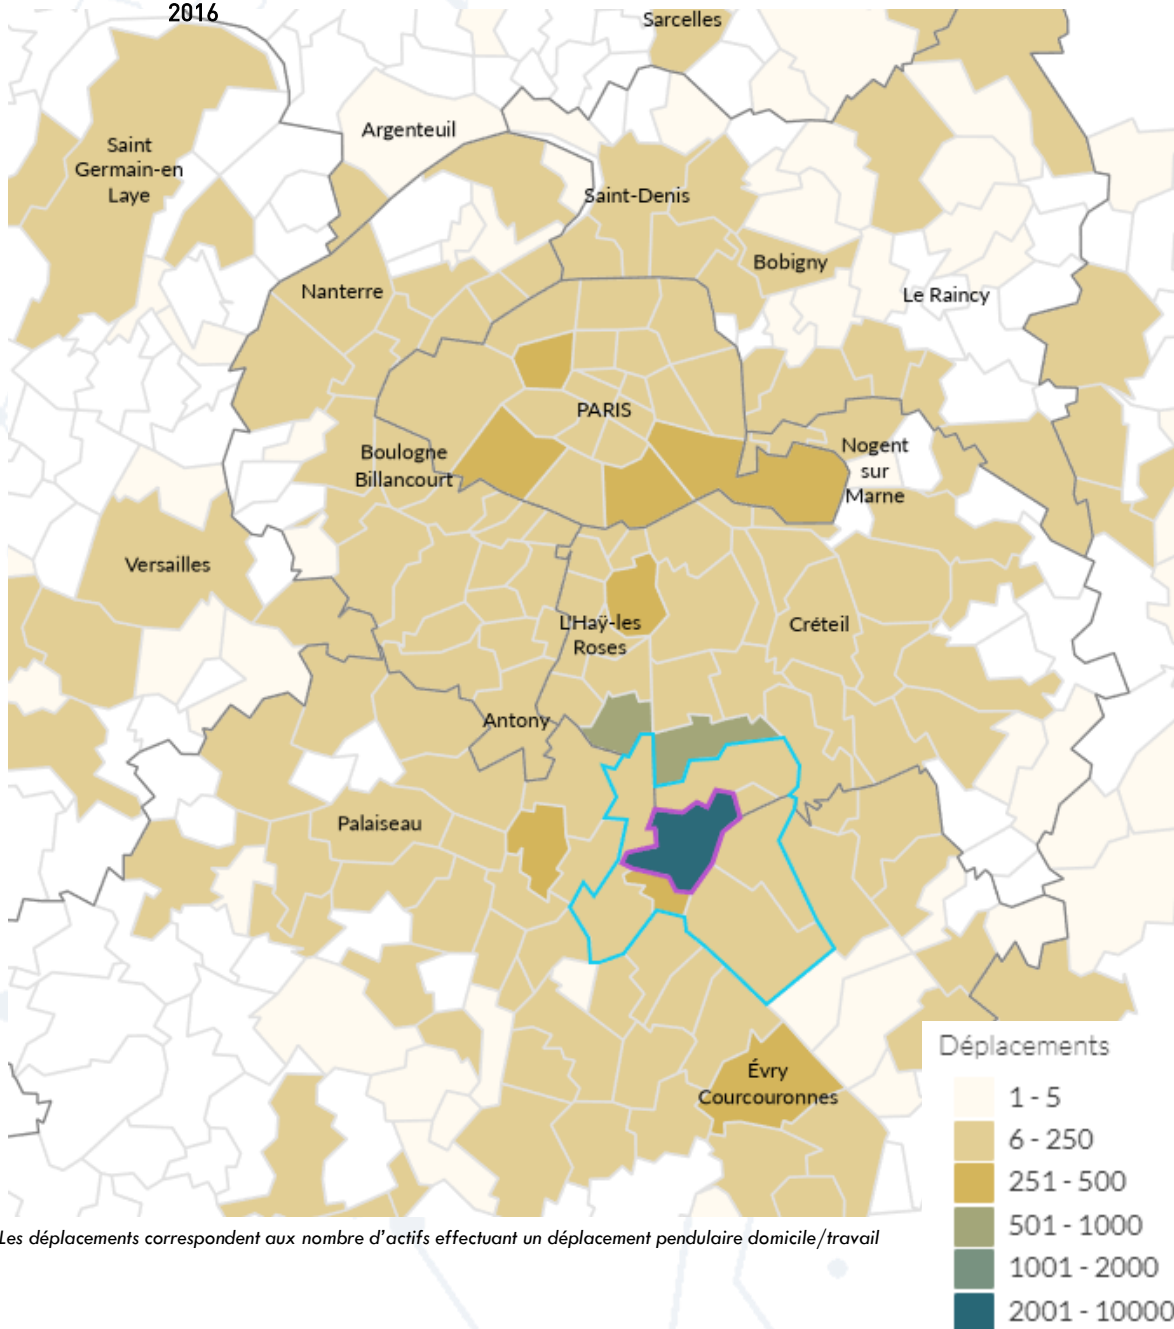 2016
Sarcelles
Argenteuil
Saint
Germain-en
Laye
Saint-Denis
Bobigny
Nanterre
Le Raincy
PARIS
Boulogne
Billancourt
Nogent
sur
Marne
Versailles
L'Haÿ-les
Roses
Créteil
Antony
Palaiseau
Évry
Courcouronnes
Déplacements
1 - 5
6 - 250
251 - 500
501 - 1000
1001 - 2000
2001 - 10000
Les déplacements correspondent aux nombre d'actifs effectuant un déplacement pendulaire domicile/travail